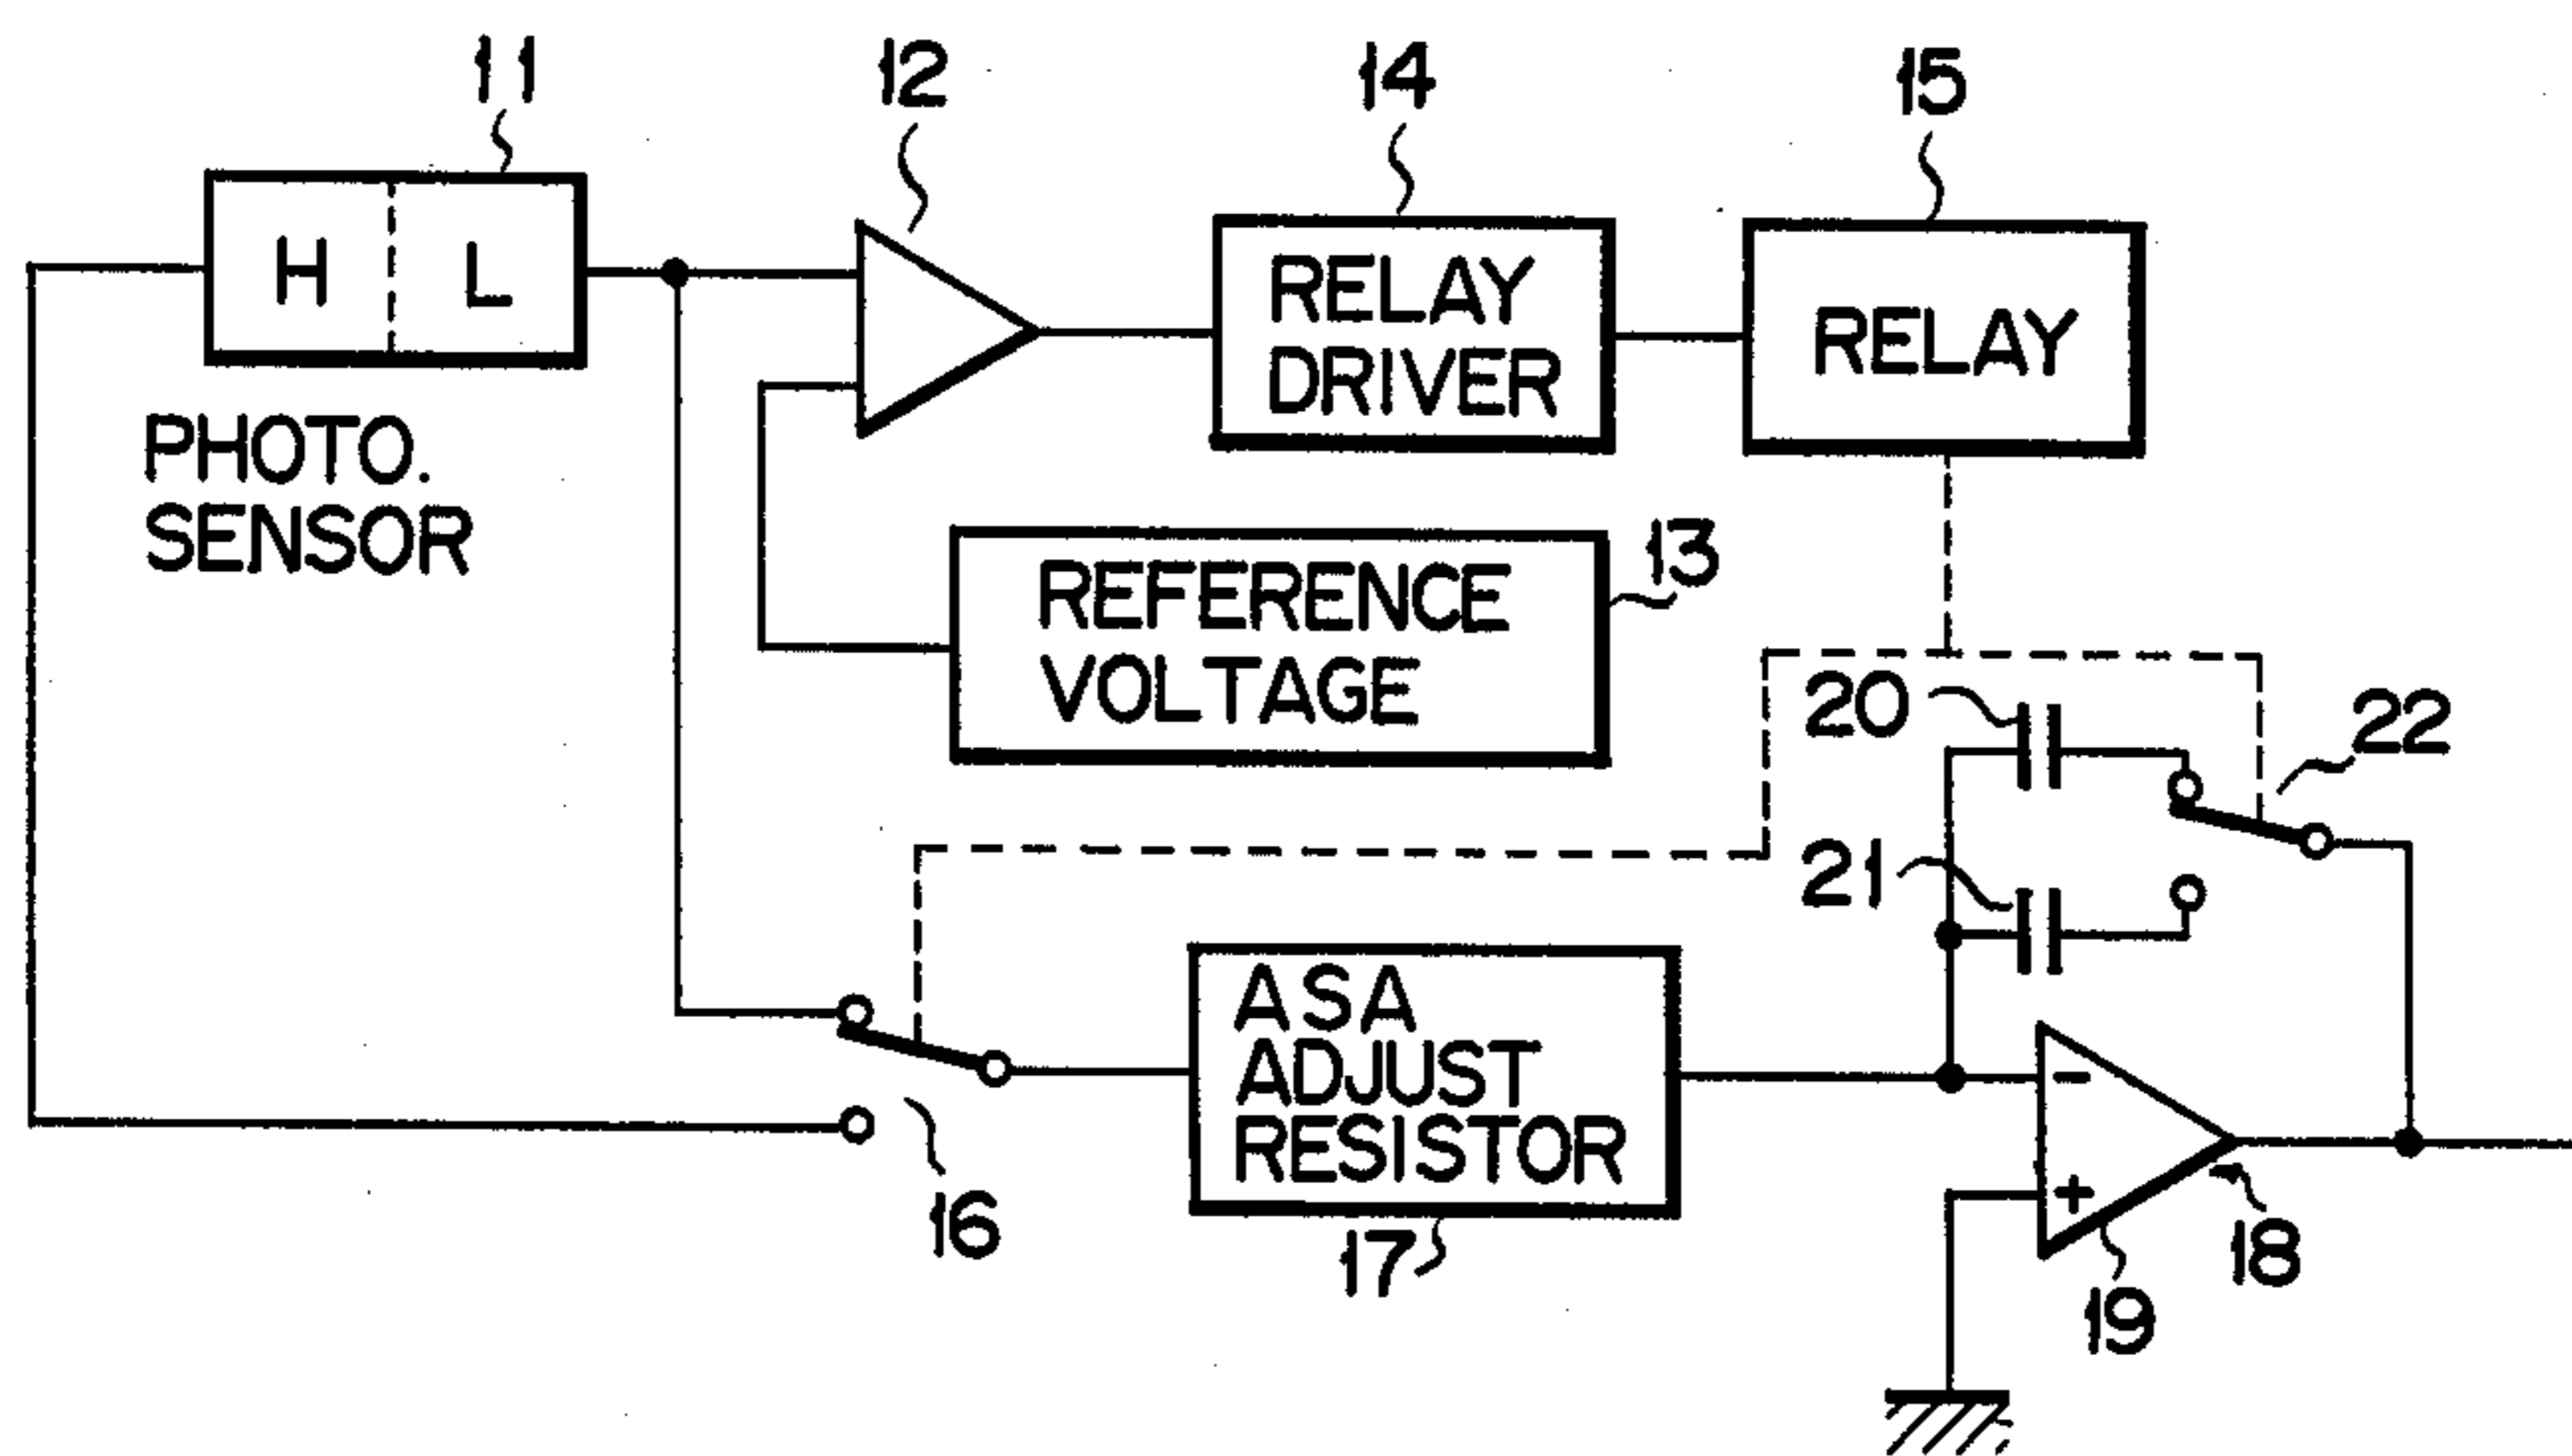 11
12
14
15
H L
RELAY
DRIVER
RELAY
PHOTO.
SENSOR
13
REFERENCE
VOLTAGE
20
22
21
ASA
ADJUST
RESISTOR
-
+
16
17
18
19